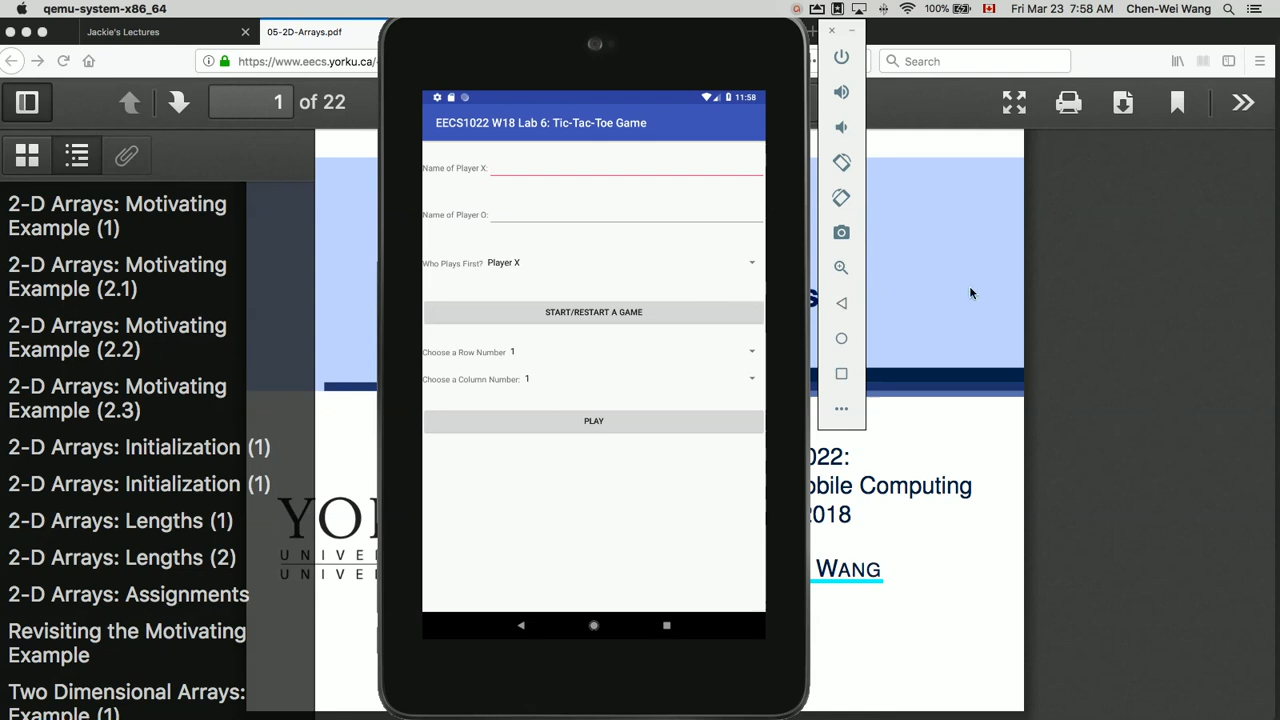 qemu-system-x86_64
100%
Fri Mar 23 7:58 AM
Chen-Wei Wang
Jackie's Lectures
05-2D-Arrays.pdf
https://www.eecs.yorku.ca/
Search
1 of 22
2-D Arrays: Motivating
Example (1)
2-D Arrays: Motivating
Example (2.1)
2-D Arrays: Motivating
Example (2.2)
2-D Arrays: Motivating
Example (2.3)
2-D Arrays: Initialization (1)
2-D Arrays: Initialization (1)
2-D Arrays: Lengths (1)
2-D Arrays: Lengths (2)
2-D Arrays: Assignments
Revisiting the Motivating
Example
Two Dimensional Arrays:
Example (1)
11:58
EECS1022 W18 Lab 6: Tic-Tac-Toe Game
Name of Player X:
Name of Player O:
Who Plays First? Player X
START/RESTART A GAME
Choose a Row Number 1
Choose a Column Number: 1
PLAY
YO
UNIVE
UNIVE
022:
obile Computing
2018
WANG